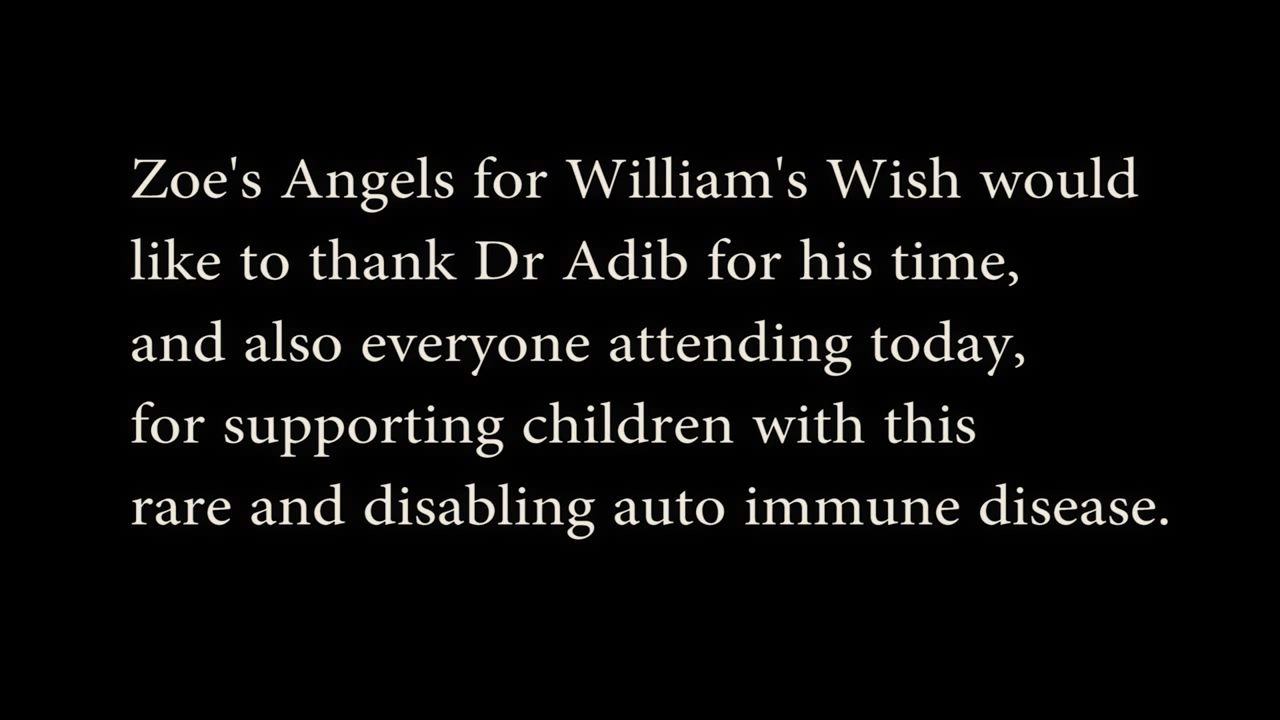 Zoe's Angels for William's Wish would
like to thank Dr Adib for his time,
and also everyone attending today,
for supporting children with this
rare and disabling auto immune disease.